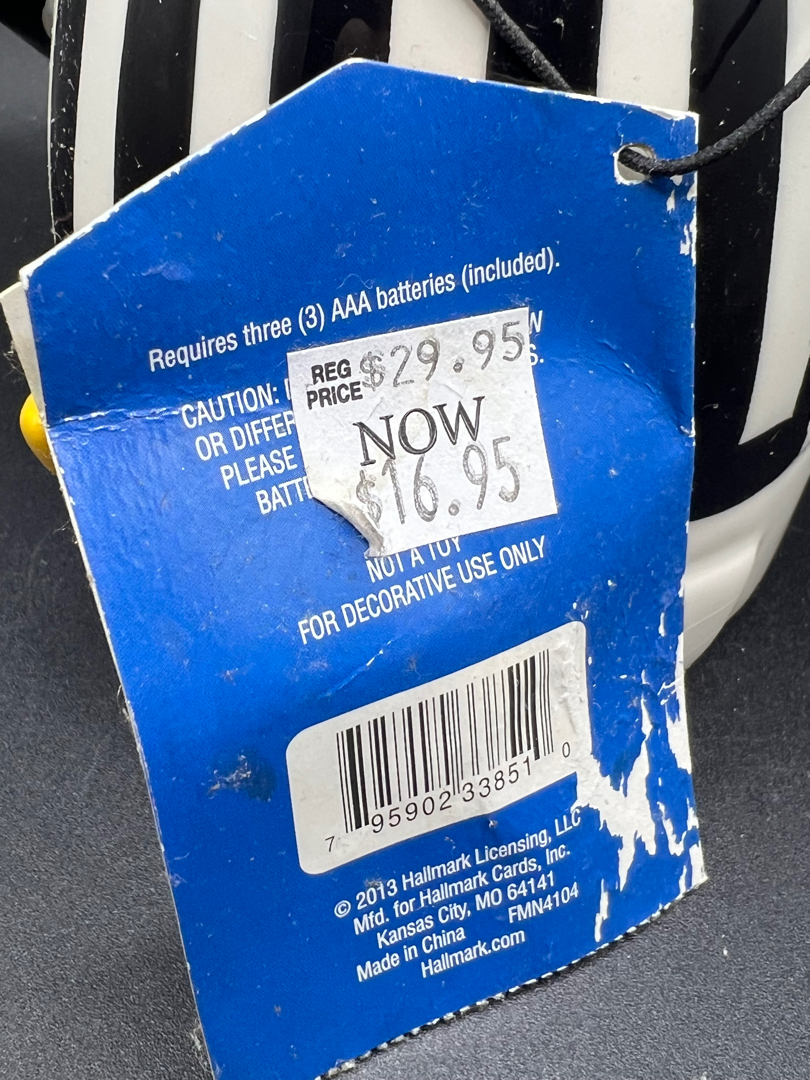 Requires three (3) AAA batteries (included).
REG PRICE $29.95
NOW
$16.95
CAUTION:
OR DIFFER
PLEASE
BATT
NOT A TOY
FOR DECORATIVE USE ONLY
7 95902 33851 0
© 2013 Hallmark Licensing, LLC
Mfd. for Hallmark Cards, Inc.
Kansas City, MO 64141
Made in China FMN4104
Hallmark.com